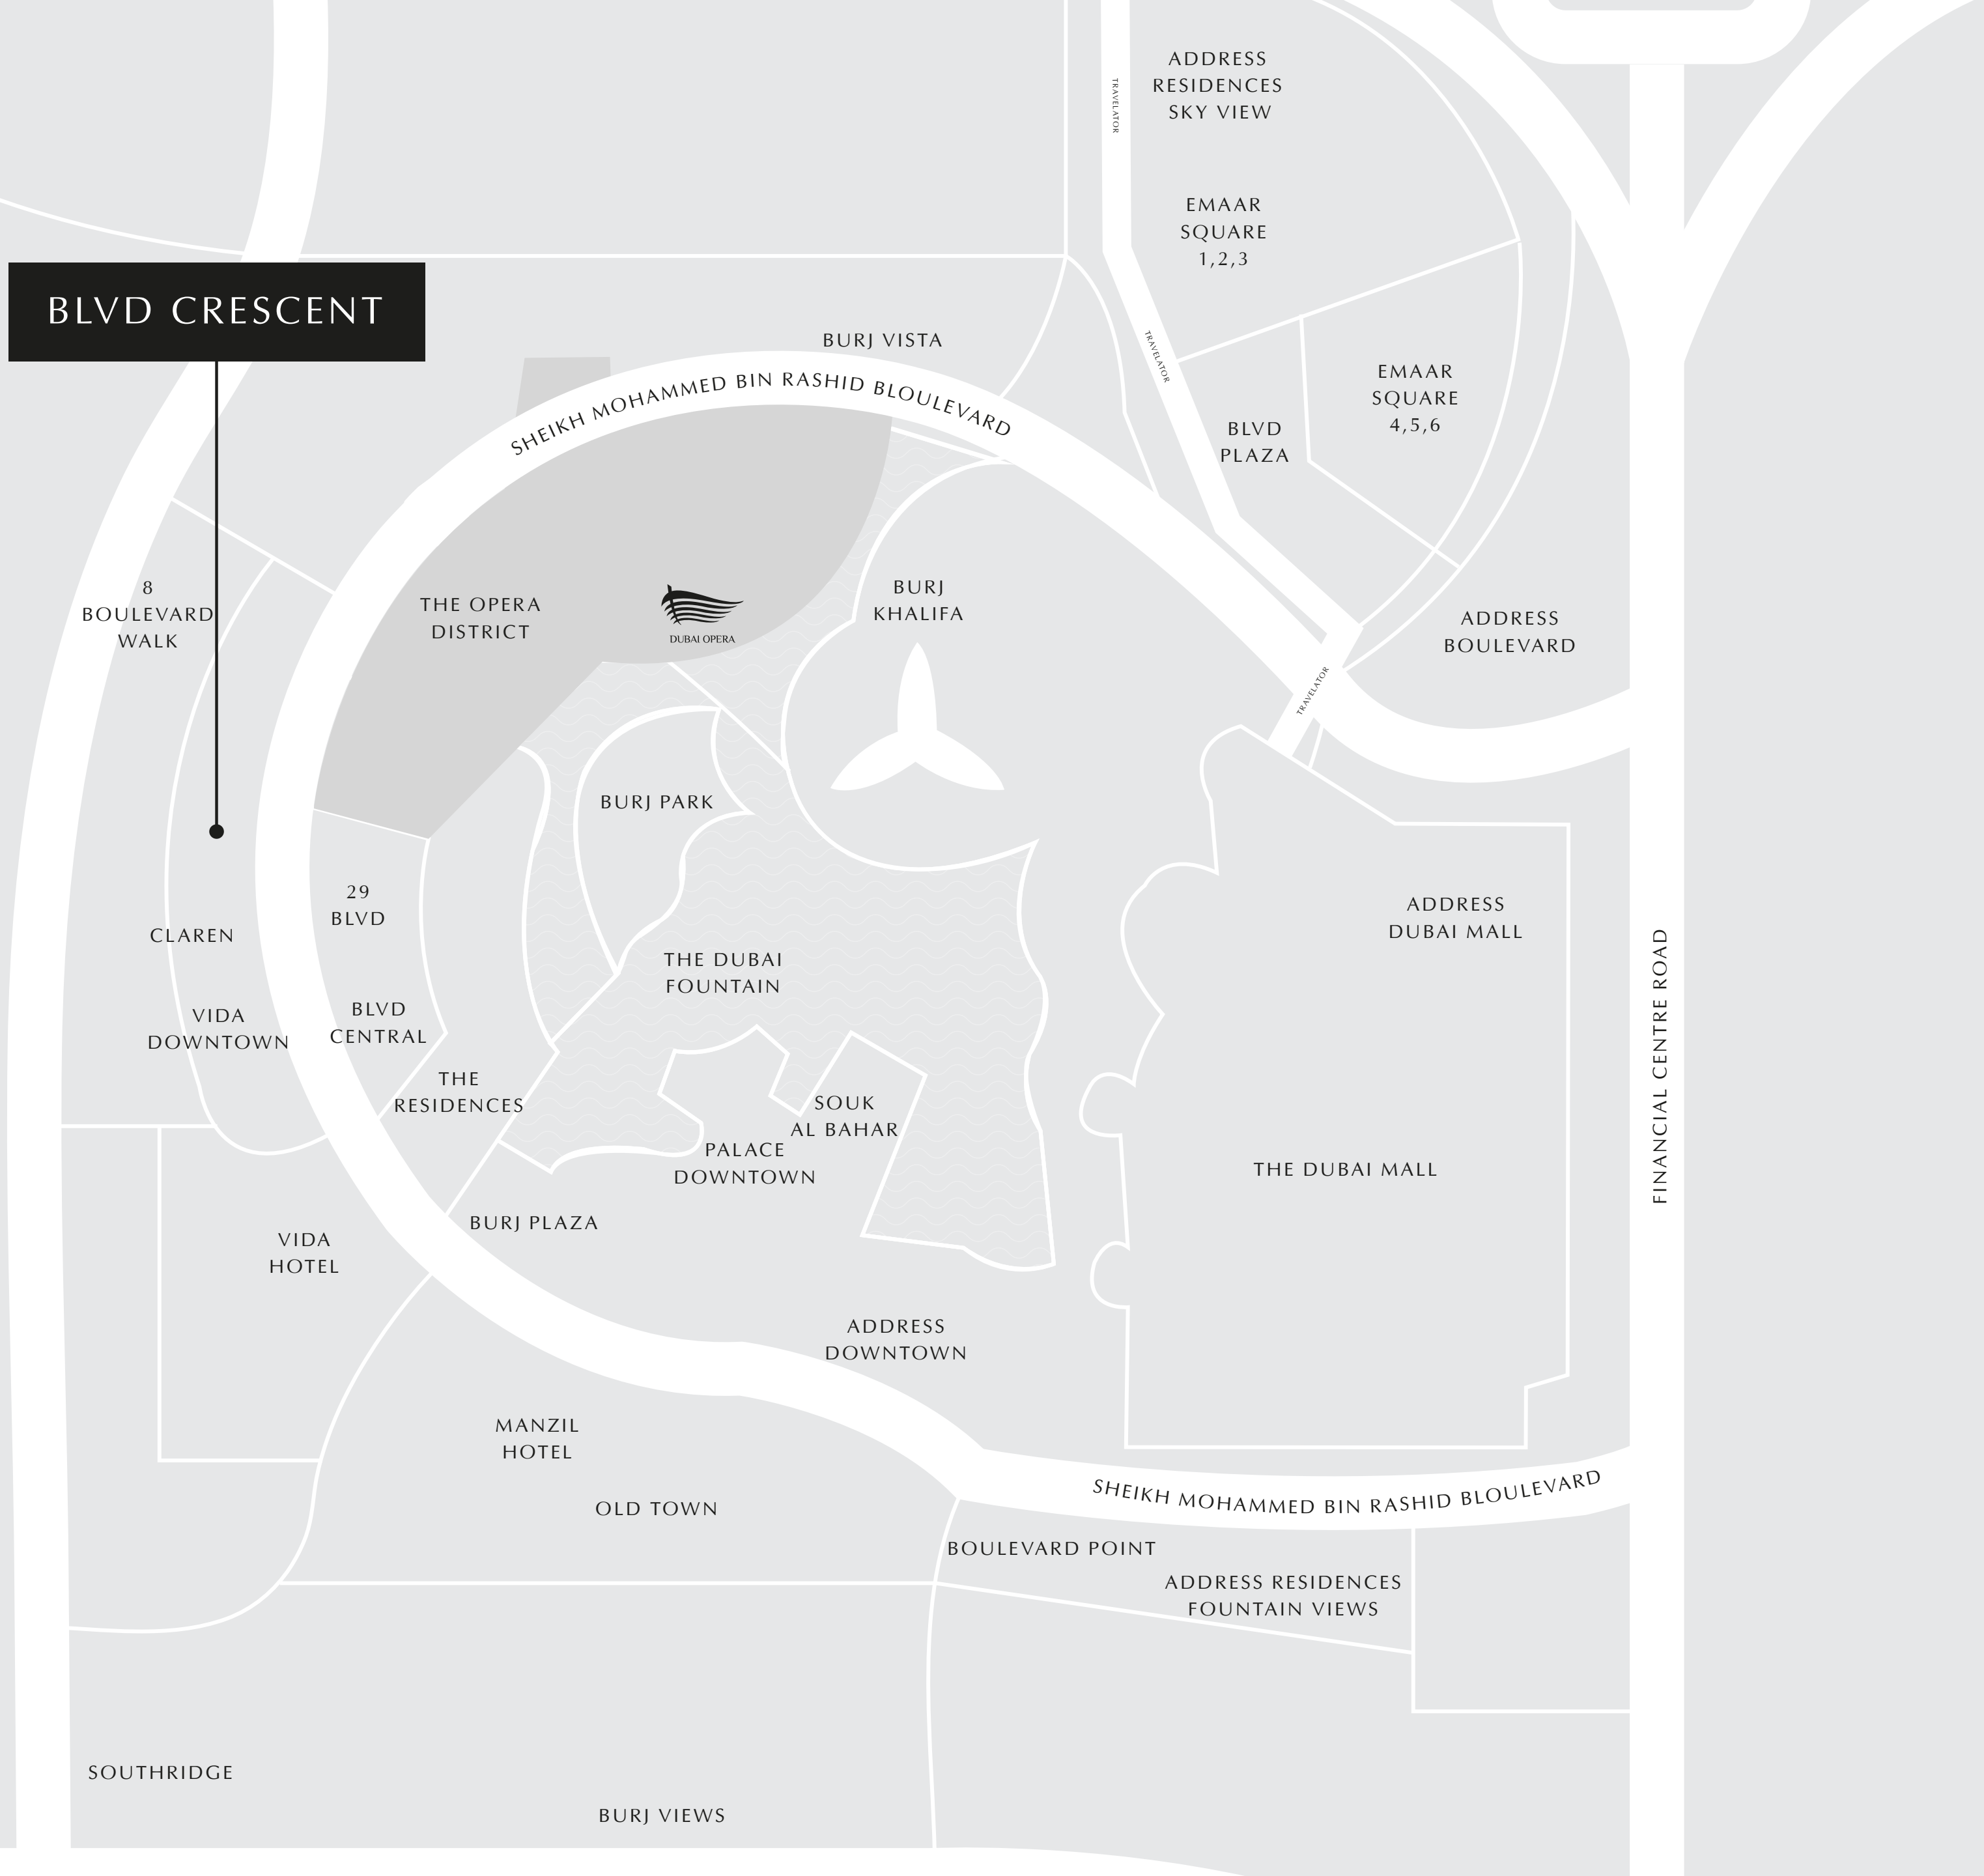 ADDRESS
RESIDENCES
SKY VIEW
TRAVELATOR
EMAAR
SQUARE
1,2,3
BLVD CRESCENT
BURJ VISTA
SHEIKH MOHAMMED BIN RASHID BLOULEVARD
TRAVELATOR
EMAAR
SQUARE
4,5,6
BLVD
PLAZA
8
BOULEVARD
WALK
THE OPERA
DISTRICT
DUBAI OPERA
BURJ
KHALIFA
ADDRESS
BOULEVARD
TRAVELATOR
BURJ PARK
29
BLVD
CLAREN
ADDRESS
DUBAI MALL
THE DUBAI
FOUNTAIN
FINANCIAL CENTRE ROAD
VIDA
DOWNTOWN
BLVD
CENTRAL
THE
RESIDENCES
SOUK
AL BAHAR
PALACE
DOWNTOWN
THE DUBAI MALL
BURJ PLAZA
VIDA
HOTEL
ADDRESS
DOWNTOWN
MANZIL
HOTEL
OLD TOWN
SHEIKH MOHAMMED BIN RASHID BLOULEVARD
BOULEVARD POINT
ADDRESS RESIDENCES
FOUNTAIN VIEWS
SOUTHRIDGE
BURJ VIEWS